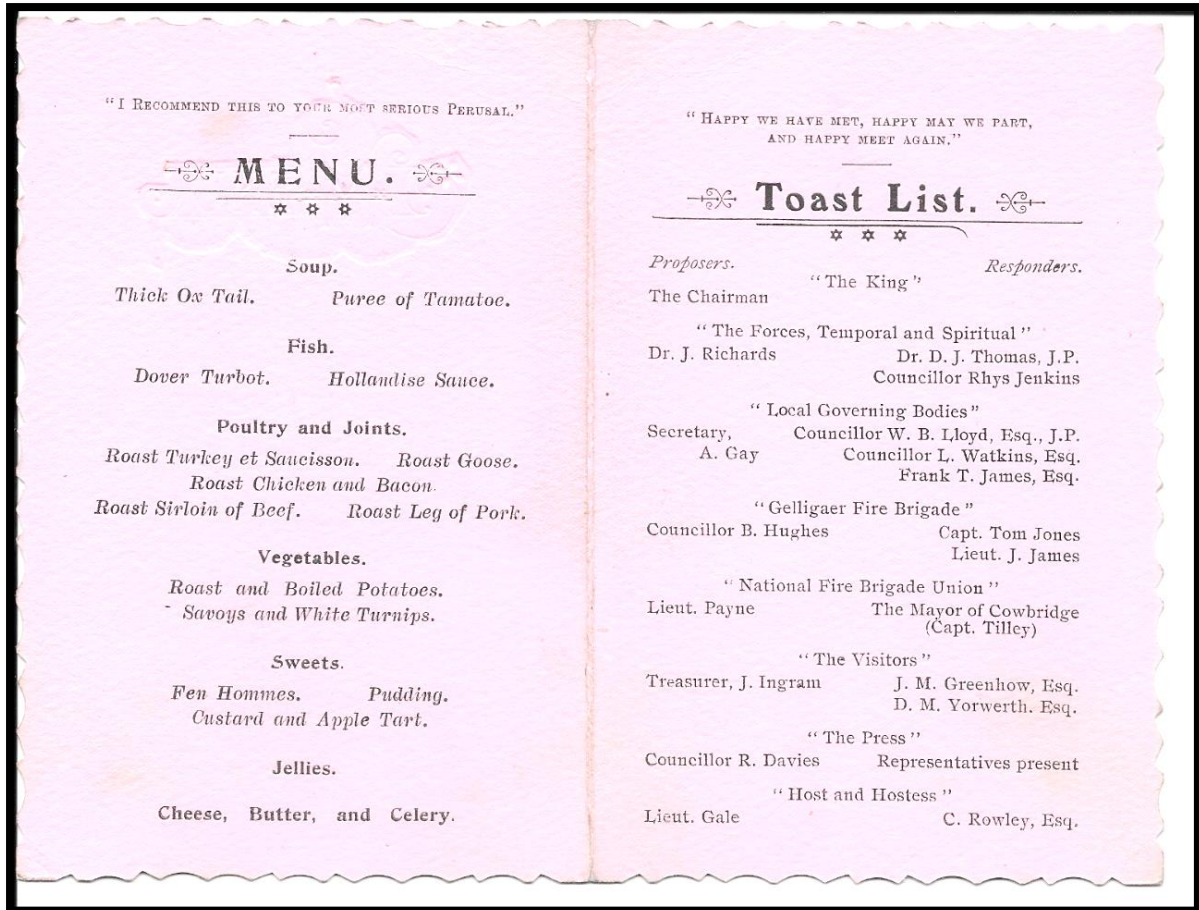 "I RECOMMEND THIS TO YOUR MOST SERIOUS PERUSAL."
MENU.
Soup.
Thick Ox Tail. Puree of Tamatoe.
Fish.
Dover Turbot. Hollandise Sauce.
Poultry and Joints.
Roast Turkey et Saucisson. Roast Goose.
Roast Chicken and Bacon.
Roast Sirloin of Beef. Roast Leg of Pork.
Vegetables.
Roast and Boiled Potatoes.
Savoys and White Turnips.
Sweets.
Fen Hommes. Pudding.
Custard and Apple Tart.
Jellies.
Cheese, Butter, and Celery.
"HAPPY WE HAVE MET, HAPPY MAY WE PART,
AND HAPPY MEET AGAIN."
Toast List.
Proposers. Responders.
"The King"
The Chairman
"The Forces, Temporal and Spiritual"
Dr. J. Richards Dr. D. J. Thomas, J.P.
Councillor Rhys Jenkins
"Local Governing Bodies"
Secretary, Councillor W. B. Lloyd, Esq., J.P.
A. Gay Councillor L. Watkins, Esq.
Frank T. James, Esq.
"Gelligaer Fire Brigade"
Councillor B. Hughes Capt. Tom Jones
Lieut. J. James
"National Fire Brigade Union"
Lieut. Payne The Mayor of Cowbridge
(Capt. Tilley)
"The Visitors"
Treasurer, J. Ingram J. M. Greenhow, Esq.
D. M. Yorwerth. Esq.
"The Press"
Councillor R. Davies Representatives present
"Host and Hostess"
Lieut. Gale C. Rowley, Esq.